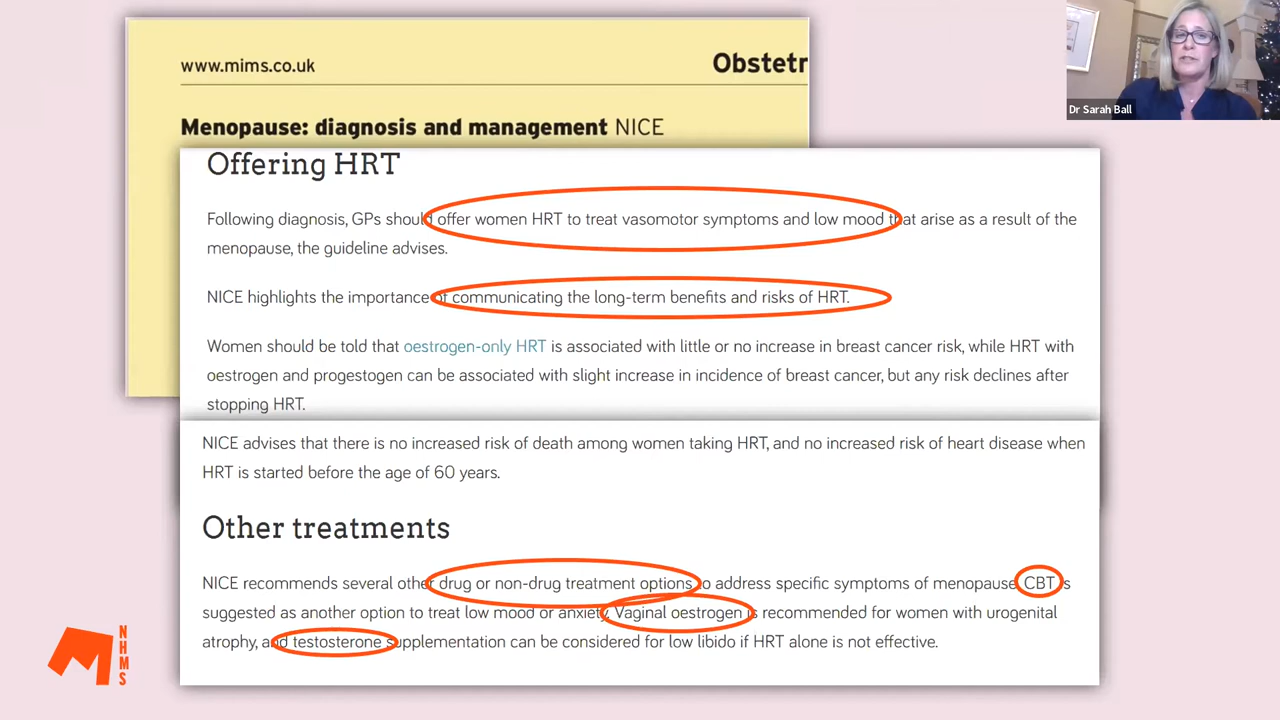 www.mims.co.uk
Obstetr
Menopause: diagnosis and management NICE
Dr Sarah Ball
Offering HRT
Following diagnosis, GPs should offer women HRT to treat vasomotor symptoms and low mood that arise as a result of the
menopause, the guideline advises.
NICE highlights the importance of communicating the long-term benefits and risks of HRT.
Women should be told that oestrogen-only HRT is associated with little or no increase in breast cancer risk, while HRT with
oestrogen and progestogen can be associated with slight increase in incidence of breast cancer, but any risk declines after
stopping HRT.
NICE advises that there is no increased risk of death among women taking HRT, and no increased risk of heart disease when
HRT is started before the age of 60 years.
Other treatments
NICE recommends several other drug or non-drug treatment options to address specific symptoms of menopause. CBT is
suggested as another option to treat low mood or anxiety. Vaginal oestrogen is recommended for women with urogenital
atrophy, and testosterone supplementation can be considered for low libido if HRT alone is not effective.
NHMS